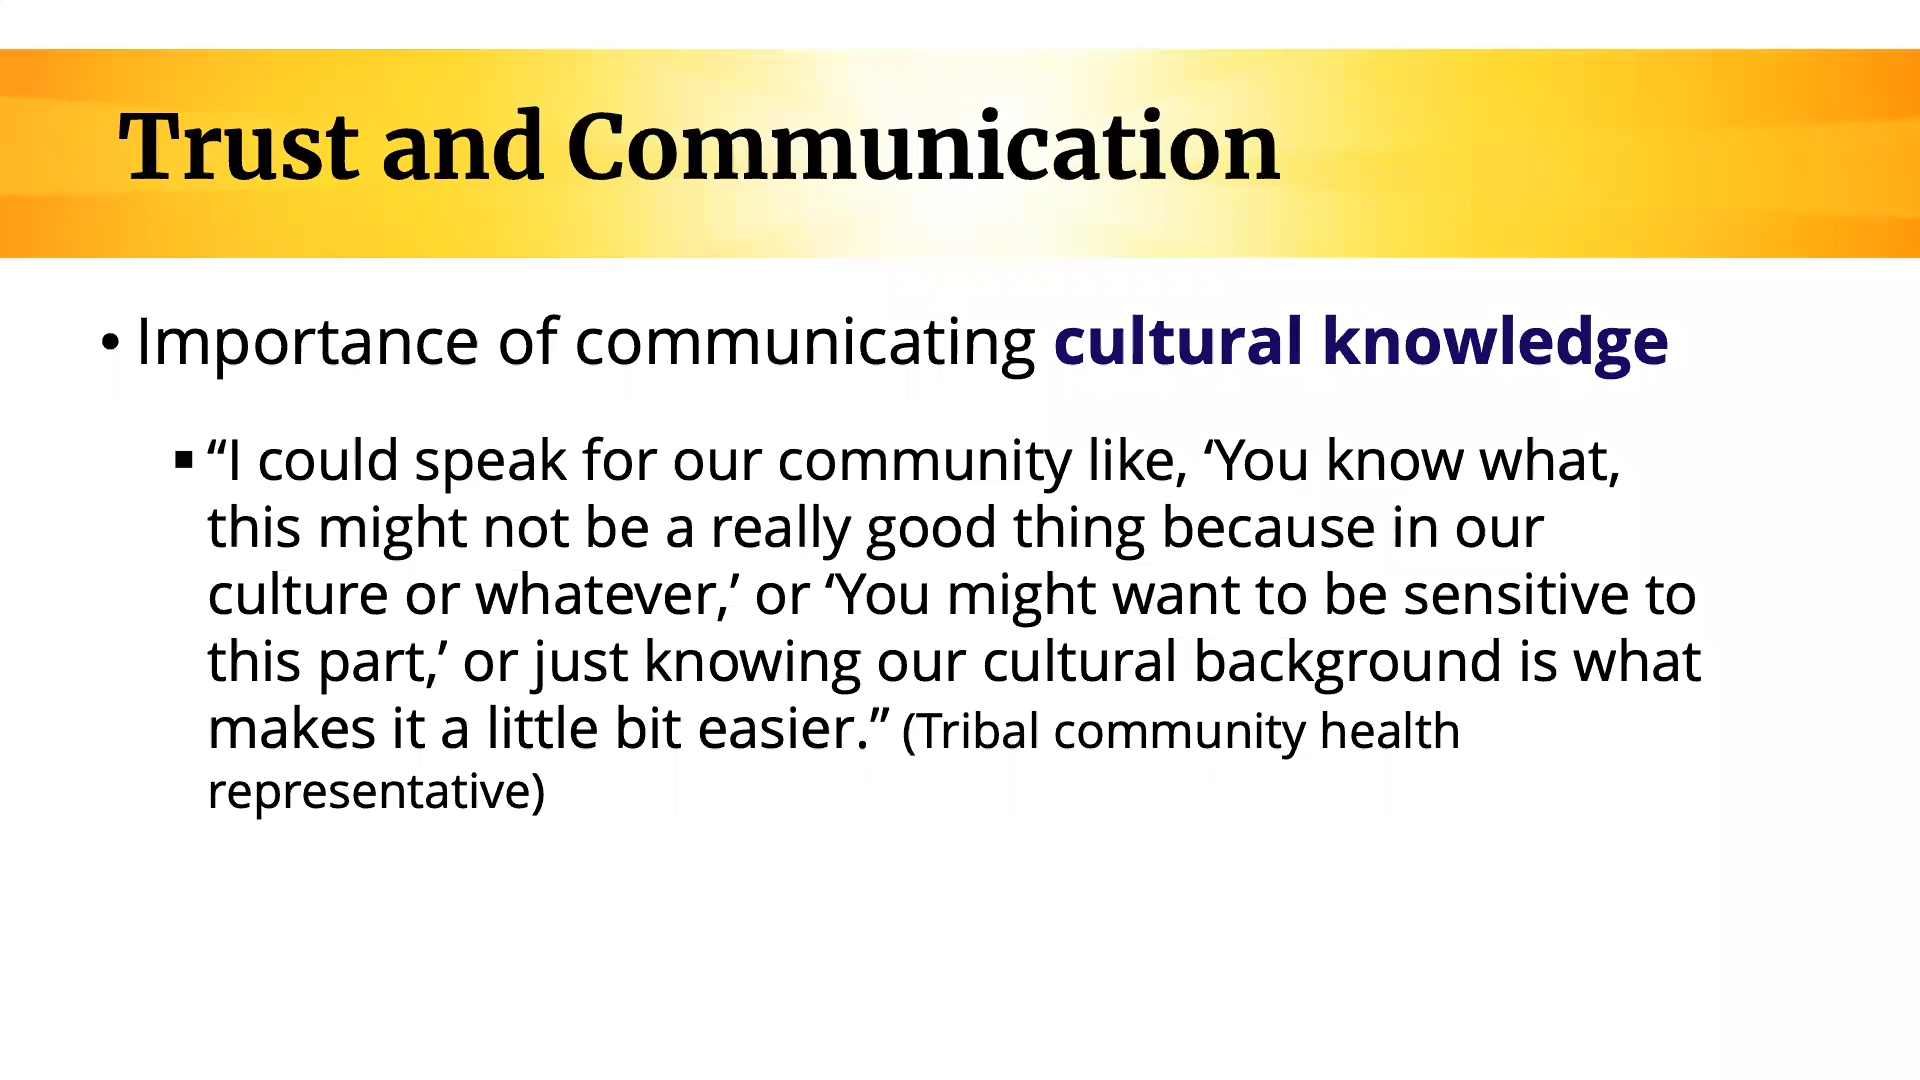 Trust and Communication
• Importance of communicating cultural knowledge
▪ “I could speak for our community like, ‘You know what,
this might not be a really good thing because in our
culture or whatever,’ or ‘You might want to be sensitive to
this part,’ or just knowing our cultural background is what
makes it a little bit easier.” (Tribal community health
representative)